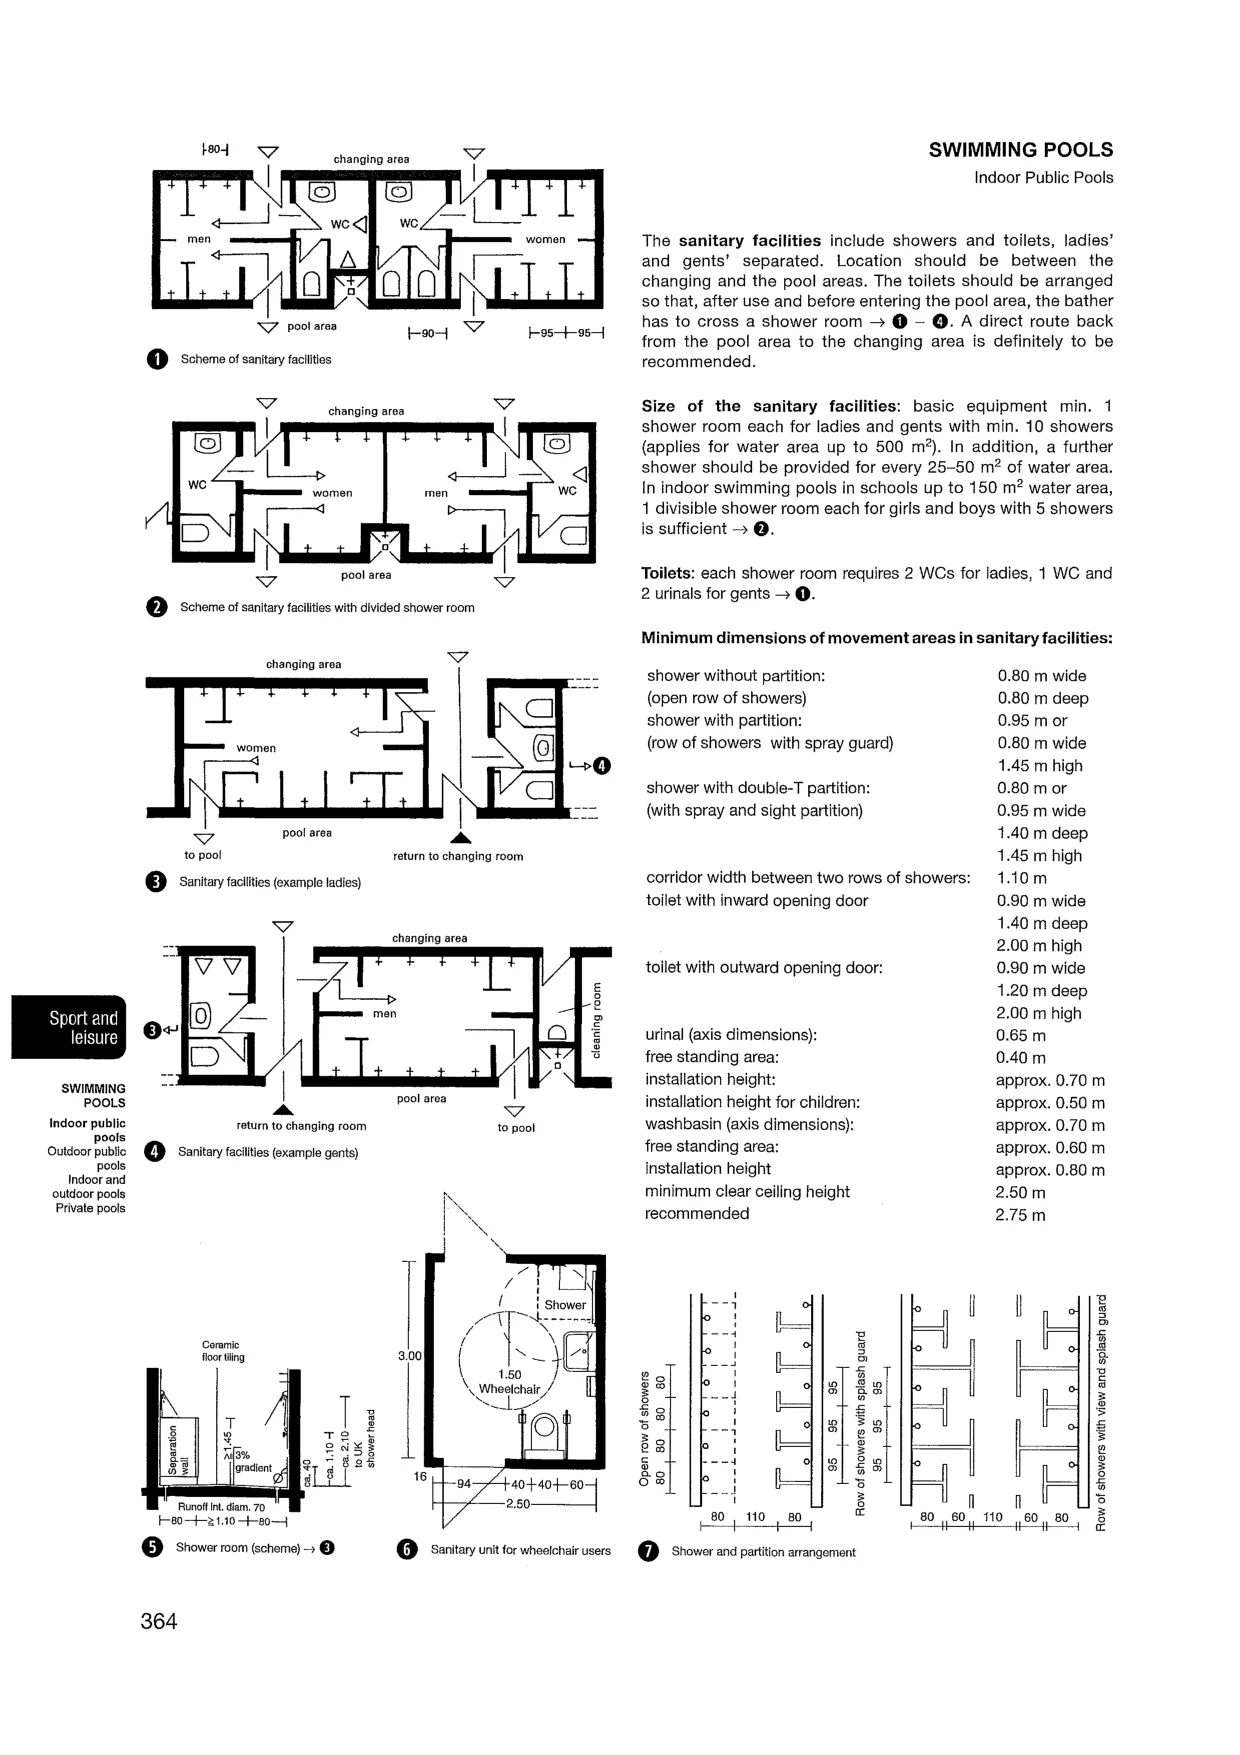 SWIMMING POOLS
Indoor Public Pools
The sanitary facilities include showers and toilets, ladies'
and gents' separated. Location should be between the
changing and the pool areas. The toilets should be arranged
so that, after use and before entering the pool area, the bather
has to cross a shower room → ❶ – ❹. A direct route back
from the pool area to the changing area is definitely to be
recommended.
Size of the sanitary facilities: basic equipment min. 1
shower room each for ladies and gents with min. 10 showers
(applies for water area up to 500 m²). In addition, a further
shower should be provided for every 25–50 m² of water area.
In indoor swimming pools in schools up to 150 m² water area,
1 divisible shower room each for girls and boys with 5 showers
is sufficient → ❷.
Toilets: each shower room requires 2 WCs for ladies, 1 WC and
2 urinals for gents → ❶.
Minimum dimensions of movement areas in sanitary facilities:
shower without partition: 0.80 m wide
(open row of showers) 0.80 m deep
shower with partition: 0.95 m or
(row of showers with spray guard) 0.80 m wide
1.45 m high
shower with double-T partition: 0.80 m or
(with spray and sight partition) 0.95 m wide
1.40 m deep
1.45 m high
corridor width between two rows of showers: 1.10 m
toilet with inward opening door 0.90 m wide
1.40 m deep
2.00 m high
toilet with outward opening door: 0.90 m wide
1.20 m deep
2.00 m high
urinal (axis dimensions): 0.65 m
free standing area: 0.40 m
installation height: approx. 0.70 m
installation height for children: approx. 0.50 m
washbasin (axis dimensions): approx. 0.70 m
free standing area: approx. 0.60 m
installation height approx. 0.80 m
minimum clear ceiling height 2.50 m
recommended 2.75 m
80
changing area
WC
WC
men
women
pool area
90
95 95
❶ Scheme of sanitary facilities
changing area
WC
women
men
WC
pool area
❷ Scheme of sanitary facilities with divided shower room
changing area
women
❹
pool area
to pool
return to changing room
❸ Sanitary facilities (example ladies)
changing area
men
cleaning room
❸
pool area
return to changing room
to pool
❹ Sanitary facilities (example gents)
Sport and
leisure
SWIMMING
POOLS
Indoor public
pools
Outdoor public
pools
Indoor and
outdoor pools
Private pools
Ceramic
floor tiling
Separation
wall
≥ 1.45
3%
gradient
ca. 40
ca. 1.10
ca. 2.10
to UK
shower head
Runoff Int. diam. 70
80 ≥1.10 80
❺ Shower room (scheme) → ❸
Shower
3.00
1.50
Wheelchair
16
94 40 40 60
2.50
❻ Sanitary unit for wheelchair users
Open row of showers
80 80 80 80
80 110 80
95 95 95
Row of showers with splash guard
95 95 95
80 60 110 60 80
Row of showers with view and splash guard
❼ Shower and partition arrangement
364